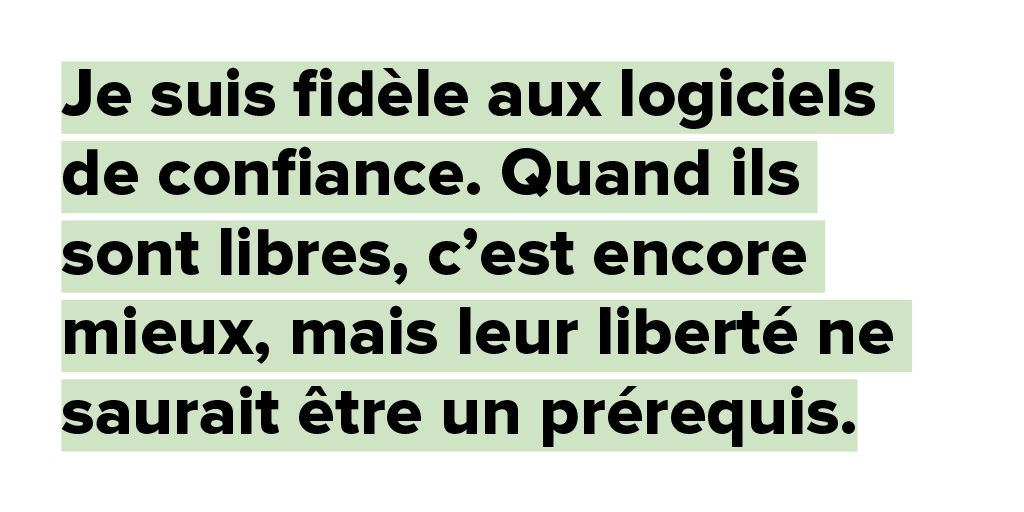 Je suis fidèle aux logiciels
de confiance. Quand ils
sont libres, c’est encore
mieux, mais leur liberté ne
saurait être un prérequis.